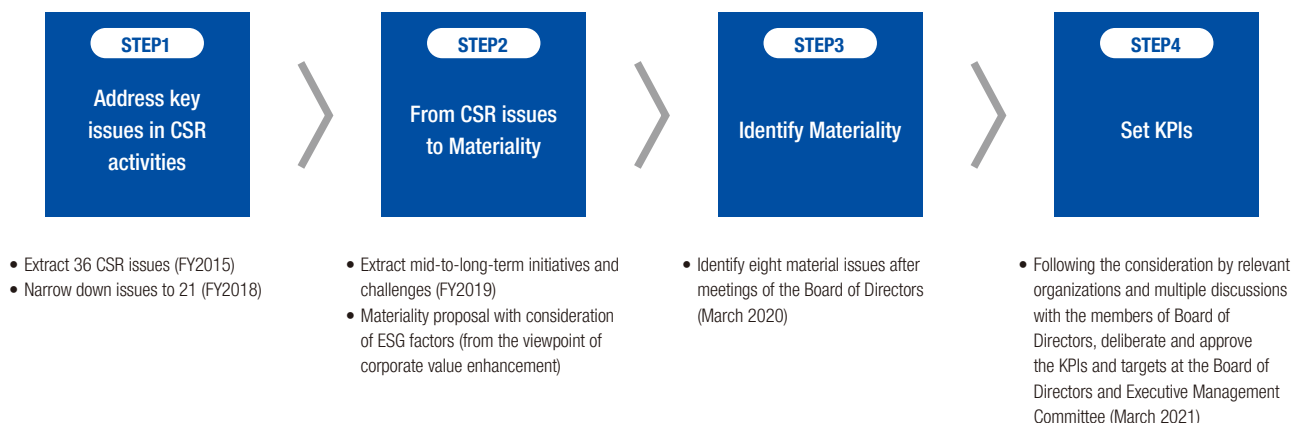 STEP1
Address key
issues in CSR
activities
STEP2
From CSR issues
to Materiality
STEP3
Identify Materiality
STEP4
Set KPIs
• Extract 36 CSR issues (FY2015)
• Narrow down issues to 21 (FY2018)
• Extract mid-to-long-term initiatives and
challenges (FY2019)
• Materiality proposal with consideration
of ESG factors (from the viewpoint of
corporate value enhancement)
• Identify eight material issues after
meetings of the Board of Directors
(March 2020)
• Following the consideration by relevant
organizations and multiple discussions
with the members of Board of
Directors, deliberate and approve
the KPIs and targets at the Board of
Directors and Executive Management
Committee (March 2021)